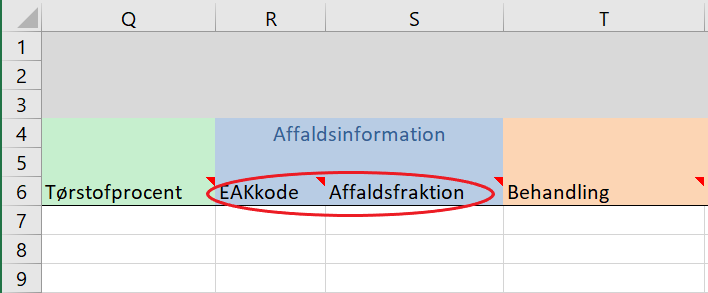 Q R S T
1
2
3
4 Affaldsinformation
5
6 Tørstofprocent EAKkode Affaldsfraktion Behandling
7
8
9